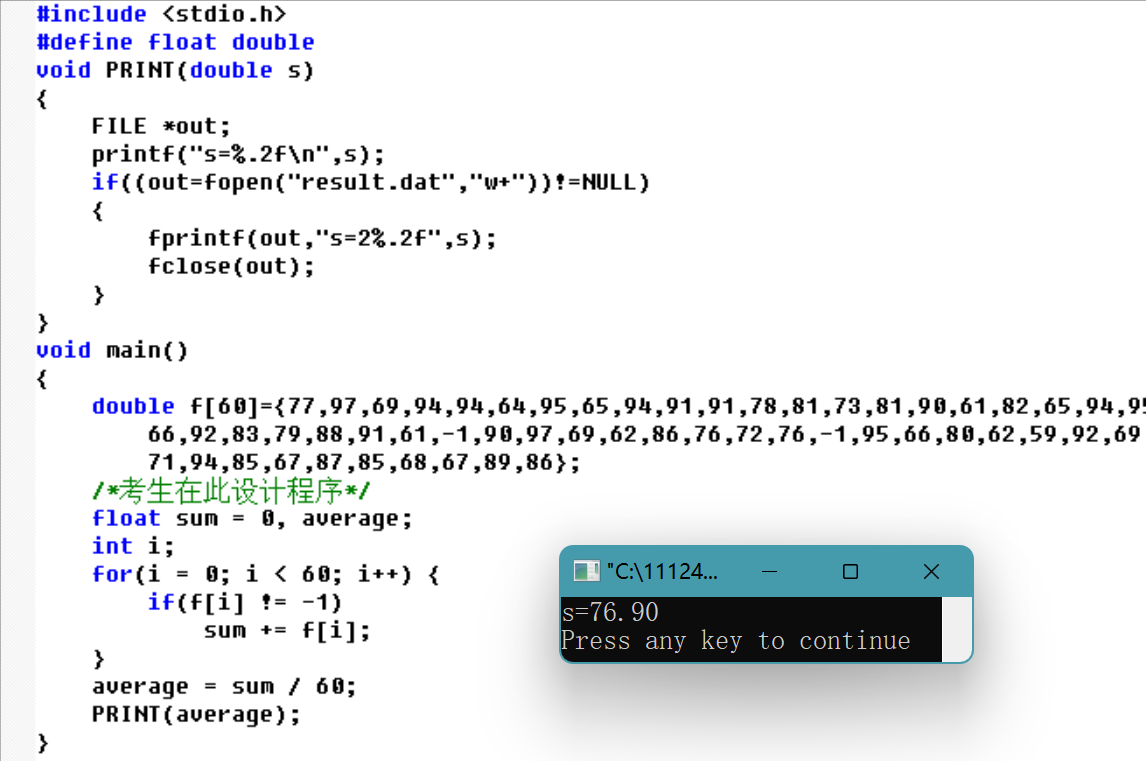 #include <stdio.h>
#define float double
void PRINT(double s)
{
FILE *out;
printf("s=%.2f\n",s);
if((out=fopen("result.dat","w+"))!=NULL)
{
fprintf(out,"s=2%.2f",s);
fclose(out);
}
}
void main()
{
double f[60]={77,97,69,94,94,64,95,65,94,91,91,78,81,73,81,90,61,82,65,94,95
66,92,83,79,88,91,61,-1,90,97,69,62,86,76,72,76,-1,95,66,80,62,59,92,69
71,94,85,67,87,85,68,67,89,86};
/*考生在此设计程序*/
float sum = 0, average;
int i;
for(i = 0; i < 60; i++) {
if(f[i] != -1)
sum += f[i];
}
average = sum / 60;
PRINT(average);
}
"C:\11124...
s=76.90
Press any key to continue